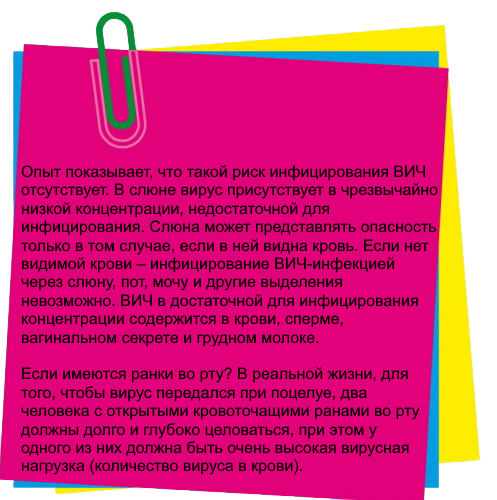 Опыт показывает, что такой риск инфицирования ВИЧ
отсутствует. В слюне вирус присутствует в чрезвычайно
низкой концентрации, недостаточной для
инфицирования. Слюна может представлять опасность
только в том случае, если в ней видна кровь. Если нет
видимой крови – инфицирование ВИЧ-инфекцией
через слюну, пот, мочу и другие выделения
невозможно. ВИЧ в достаточной для инфицирования
концентрации содержится в крови, сперме,
вагинальном секрете и грудном молоке.
Если имеются ранки во рту? В реальной жизни, для
того, чтобы вирус передался при поцелуе, два
человека с открытыми кровоточащими ранами во рту
должны долго и глубоко целоваться, при этом у
одного из них должна быть очень высокая вирусная
нагрузка (количество вируса в крови).